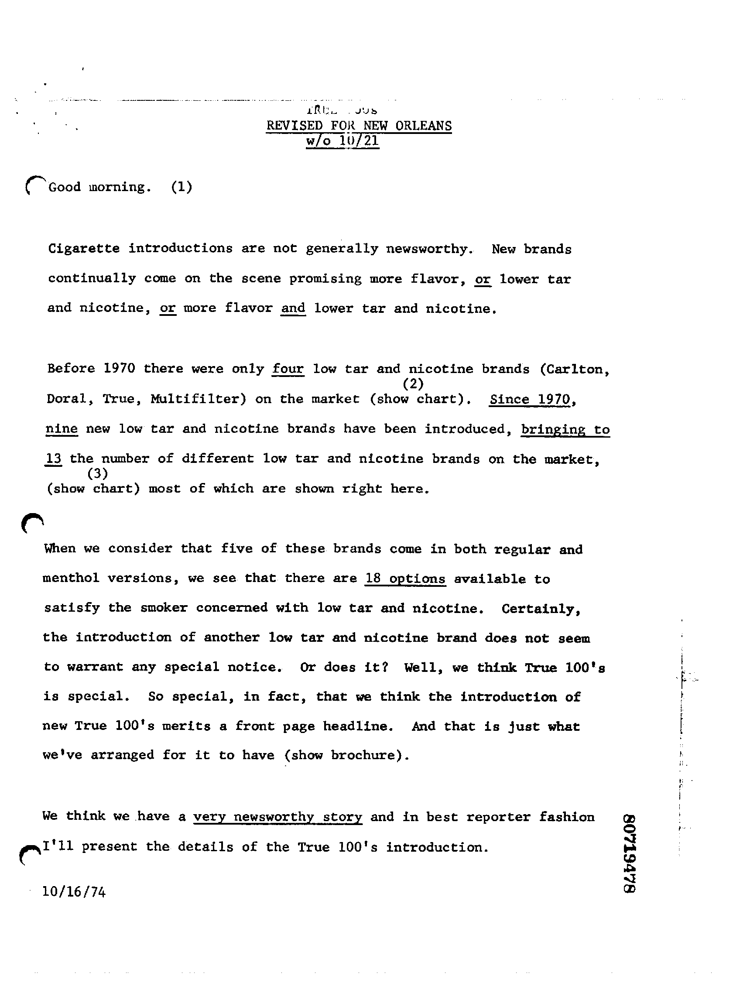 REVISED FOR NEW ORLEANS
w/o 10/21
Good morning. (1)
Cigarette introductions are not generally newsworthy. New brands
continually come on the scene promising more flavor, or lower tar
and nicotine, or more flavor and lower tar and nicotine.
Before 1970 there were only four low tar and nicotine brands (Carlton,
(2)
Doral, True, Multifilter) on the market (show chart). Since 1970,
nine new low tar and nicotine brands have been introduced, bringing to
13 the number of different low tar and nicotine brands on the market,
(3)
(show chart) most of which are shown right here.
When we consider that five of these brands come in both regular and
menthol versions, we see that there are 18 options available to
satisfy the smoker concerned with low tar and nicotine. Certainly,
the introduction of another low tar and nicotine brand does not seem
to warrant any special notice. Or does it? Well, we think True 100's
is special. So special, in fact, that we think the introduction of
new True 100's merits a front page headline. And that is just what
we've arranged for it to have (show brochure).
We think we have a very newsworthy story and in best reporter fashion
I'll present the details of the True 100's introduction.
10/16/74
80719478